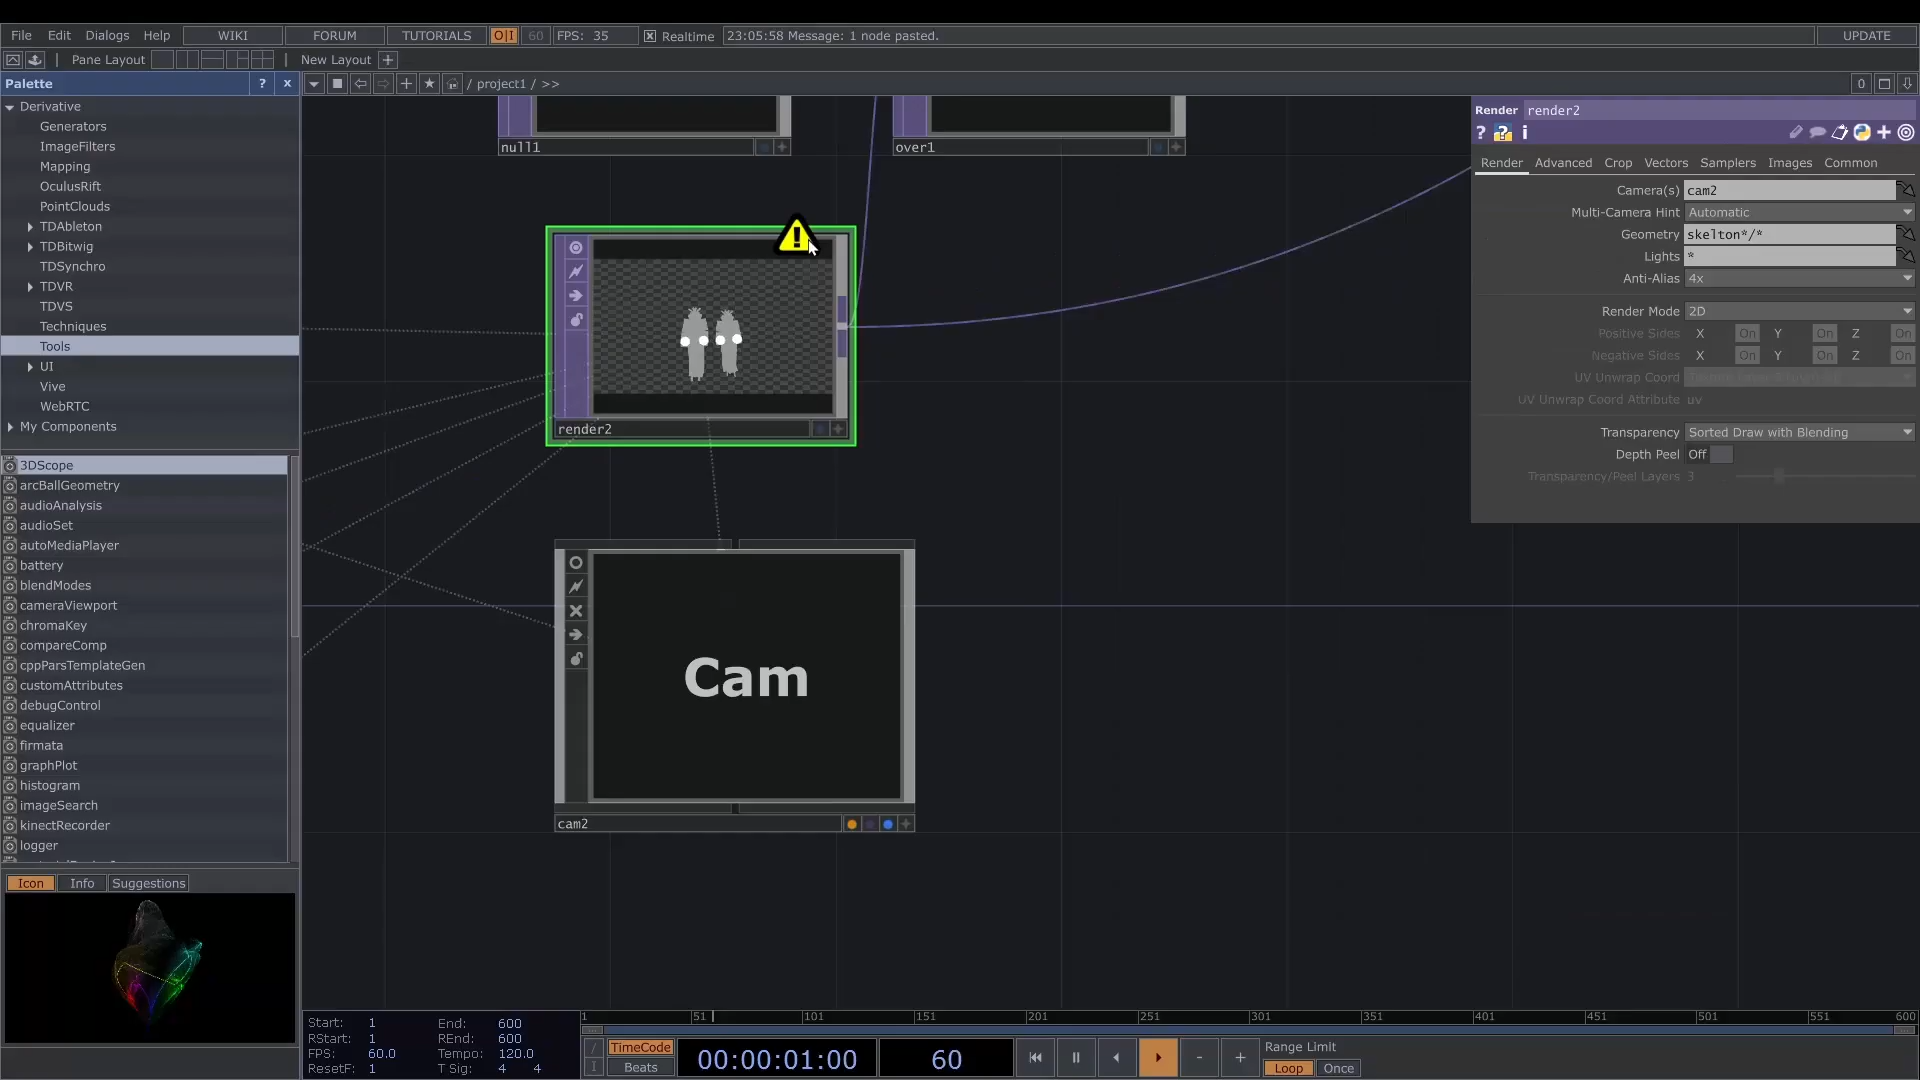 File Edit Dialogs Help WIKI FORUM TUTORIALS O|I 60 FPS: 35 Realtime 23:05:58 Message: 1 node pasted. UPDATE
Pane Layout New Layout +
Palette ? x / project1 / >> 0
Derivative
Generators
ImageFilters
Mapping
OculusRift
PointClouds
TDAbleton
TDBitwig
TDSynchro
TDVR
TDVS
Techniques
Tools
UI
Vive
WebRTC
My Components
3DScope
arcBallGeometry
audioAnalysis
audioSet
autoMediaPlayer
battery
blendModes
cameraViewport
chromaKey
compareComp
cppParsTemplateGen
customAttributes
debugControl
equalizer
firmata
graphPlot
histogram
imageSearch
kinectRecorder
logger
Icon Info Suggestions
null1
over1
render2
Cam
cam2
Render render2
? ? i
Render Advanced Crop Vectors Samplers Images Common
Camera(s) cam2
Multi-Camera Hint Automatic
Geometry skelton*/*
Lights *
Anti-Alias 4x
Render Mode 2D
Positive Sides X On Y On Z On
Negative Sides X On Y On Z On
UV Unwrap Coord
UV Unwrap Coord Attribute uv
Transparency Sorted Draw with Blending
Depth Peel Off
Transparency/Peel Layers 3
1 51 101 151 201 251 301 351 401 451 501 551 600
Start: 1 End: 600
RStart: 1 REnd: 600
FPS: 60.0 Tempo: 120.0
ResetF: 1 T Sig: 4 4
/ TimeCode
I Beats
00:00:01:00 60 - +
Range Limit
Loop Once